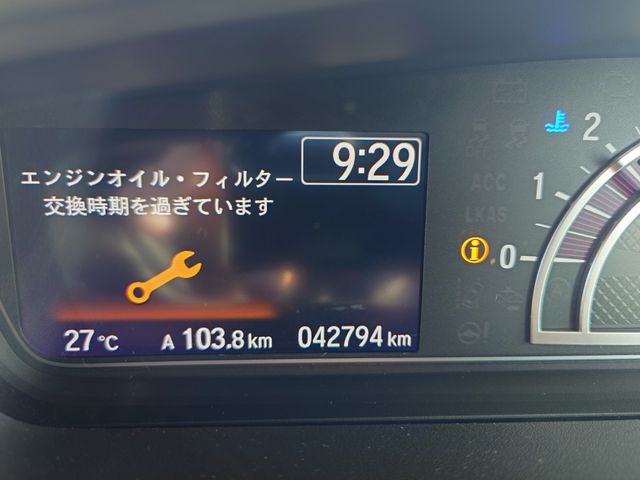 9:29
エンジンオイル・フィルター
交換時期を過ぎています
27℃ A 103.8 km 042794 km
2
1
ACC
LKAS
i
.0